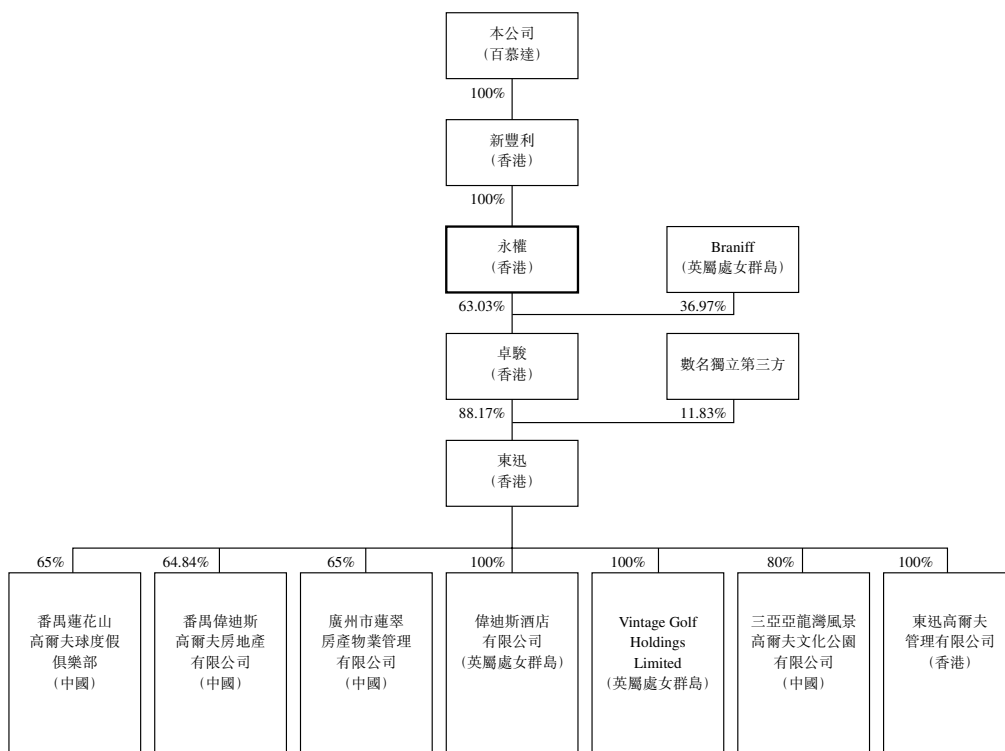 本公司
(百慕達)
100%
新豐利
(香港)
100%
永權
(香港)
Braniff
(英屬處女群島)
63.03%
36.97%
卓駿
(香港)
數名獨立第三方
88.17%
11.83%
東迅
(香港)
65%
64.84%
65%
100%
100%
80%
100%
番禺蓮花山
高爾夫球度假
俱樂部
(中國)
番禺偉迪斯
高爾夫房地產
有限公司
(中國)
廣州市蓮翠
房產物業管理
有限公司
(中國)
偉迪斯酒店
有限公司
(英屬處女群島)
Vintage Golf
Holdings
Limited
(英屬處女群島)
三亞亞龍灣風景
高爾夫文化公園
有限公司
(中國)
東迅高爾夫
管理有限公司
(香港)